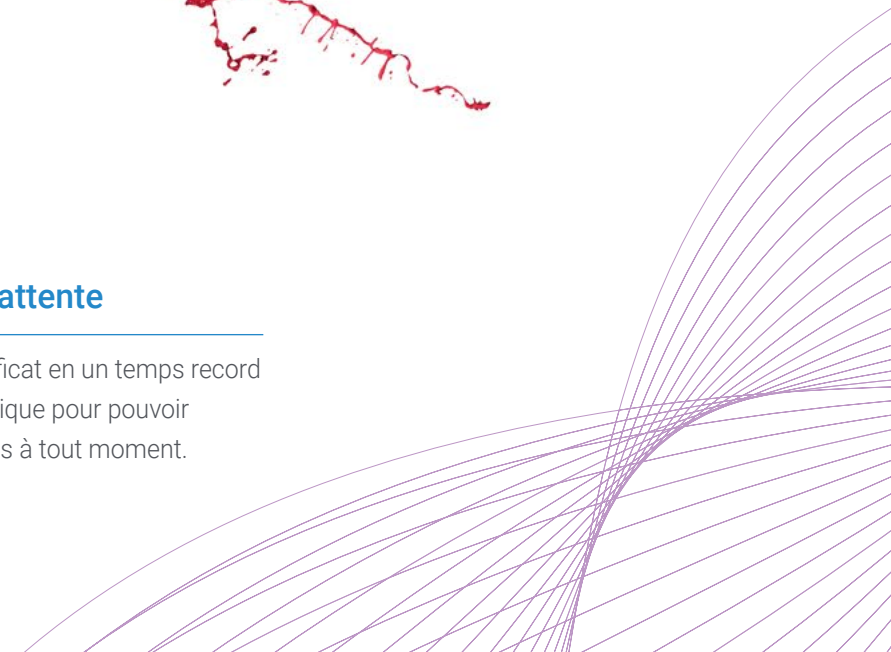 attente
ficat en un temps record
ique pour pouvoir
s à tout moment.